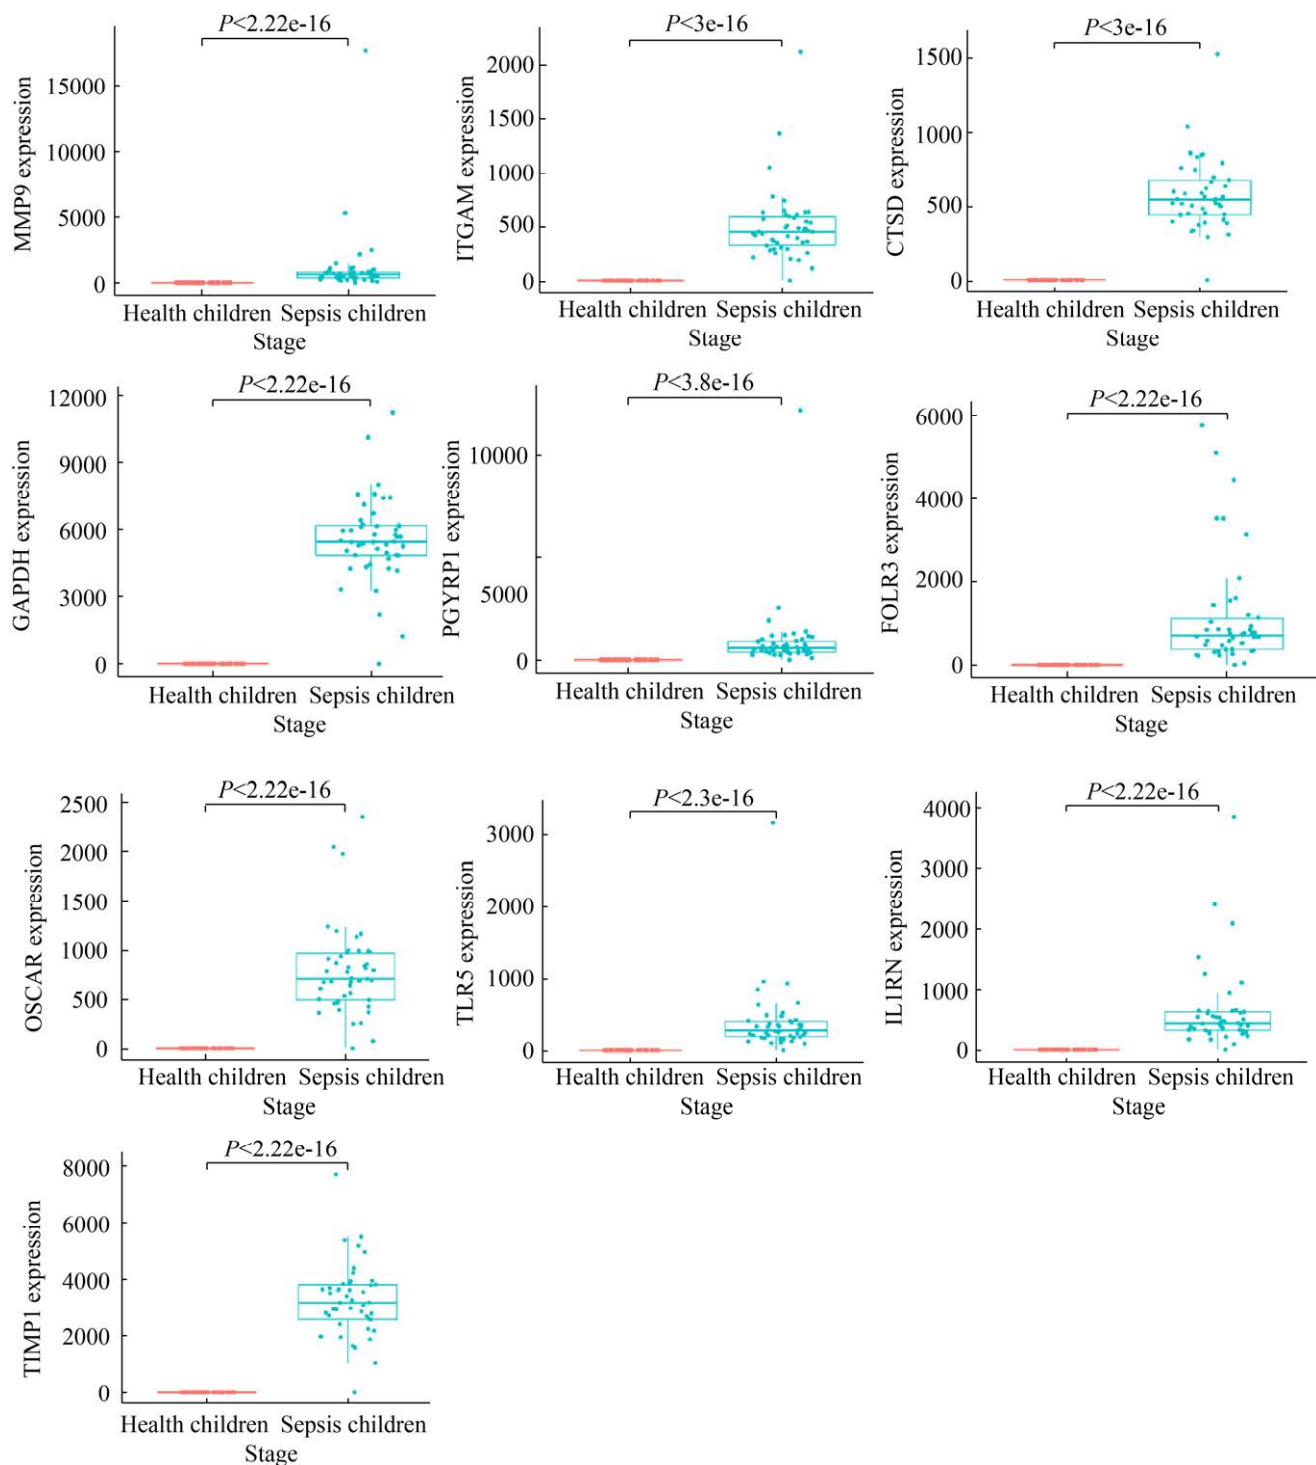 P<2.22e-16
MMP9 expression
15000
10000
5000
0
Health children Sepsis children
Stage
P<3e-16
ITGAM expression
2000
1500
1000
500
0
Health children Sepsis children
Stage
P<3e-16
CTSD expression
1500
1000
500
0
Health children Sepsis children
Stage
P<2.22e-16
GAPDH expression
12000
9000
6000
3000
0
Health children Sepsis children
Stage
P<3.8e-16
PGYRP1 expression
10000
5000
0
Health children Sepsis children
Stage
P<2.22e-16
FOLR3 expression
6000
4000
2000
0
Health children Sepsis children
Stage
P<2.22e-16
OSCAR expression
2500
2000
1500
1000
500
0
Health children Sepsis children
Stage
P<2.3e-16
TLR5 expression
3000
2000
1000
0
Health children Sepsis children
Stage
P<2.22e-16
IL1RN expression
4000
3000
2000
1000
0
Health children Sepsis children
Stage
P<2.22e-16
TIMP1 expression
8000
6000
4000
2000
0
Health children Sepsis children
Stage